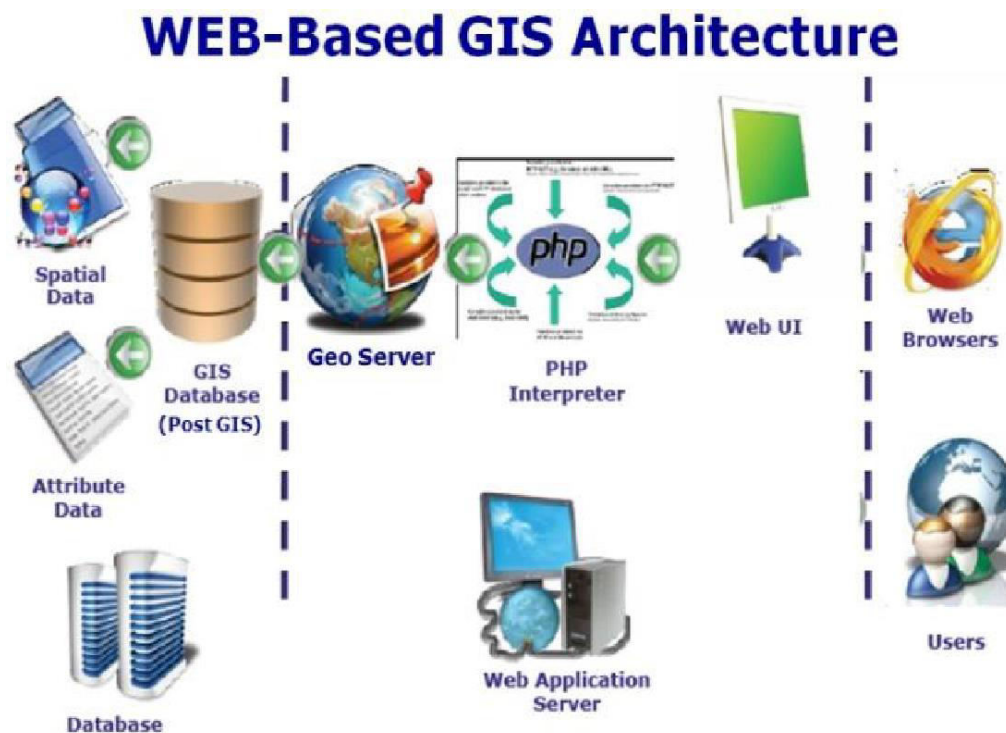 WEB-Based GIS Architecture
Spatial
Data
GIS
Database
(Post GIS)
Attribute
Data
Database
Geo Server
php
PHP
Interpreter
Web UI
Web Application
Server
Web
Browsers
Users